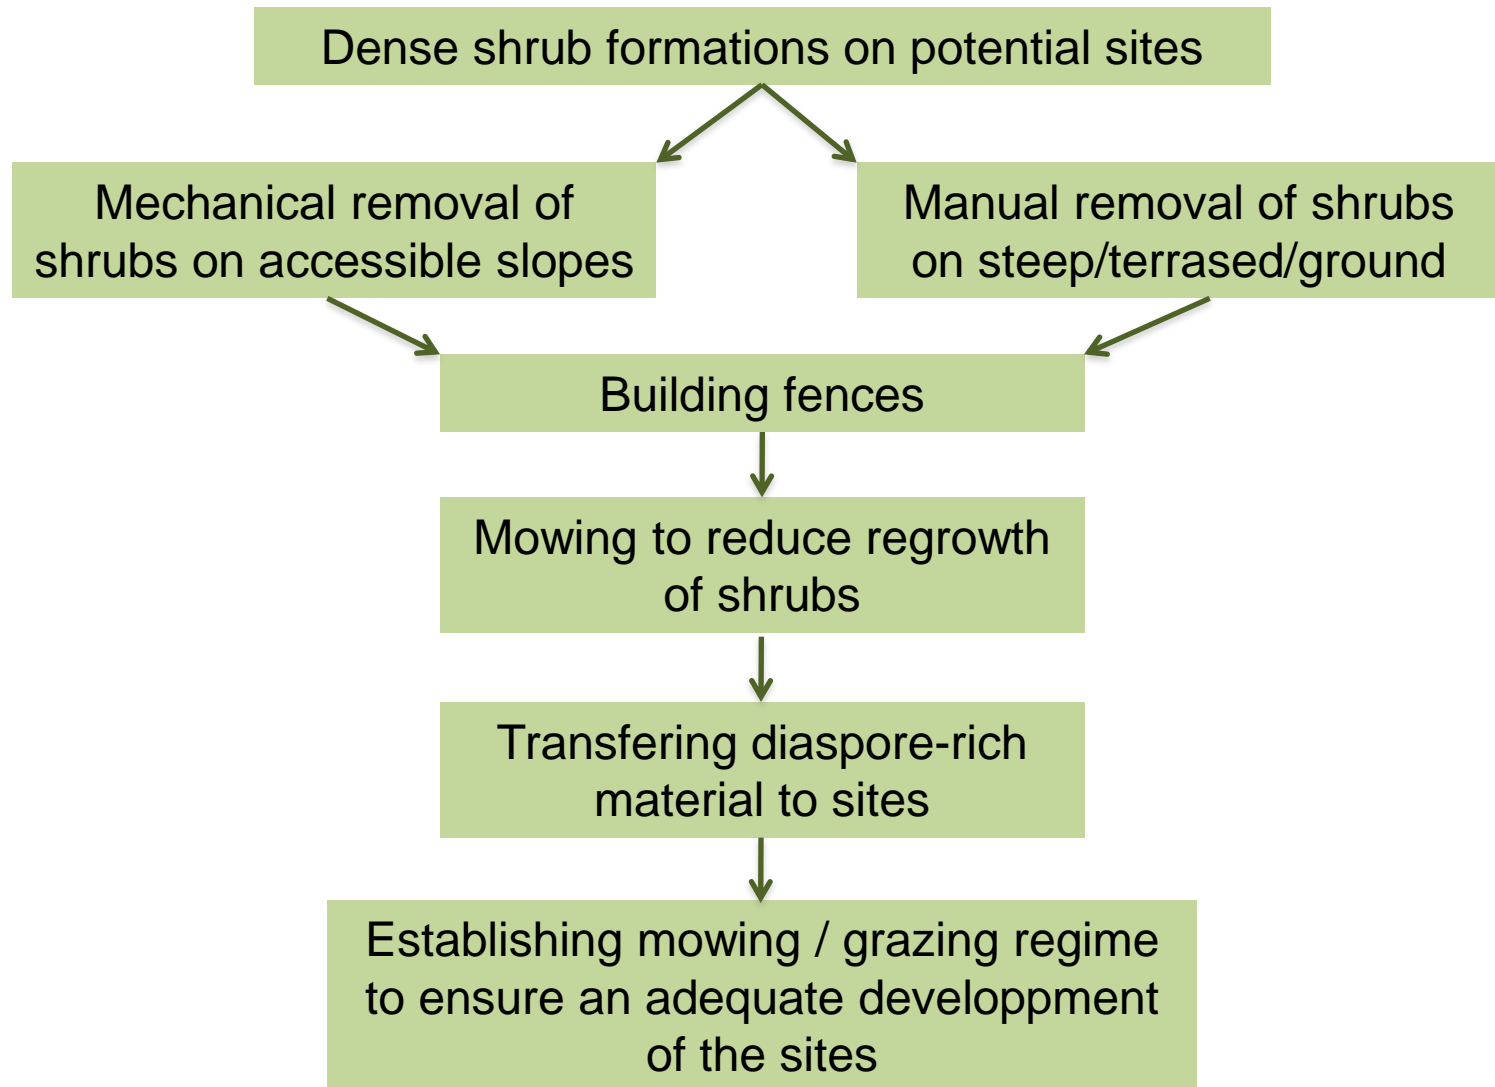 Dense shrub formations on potential sites
Mechanical removal of
shrubs on accessible slopes
Manual removal of shrubs
on steep/terrased/ground
Building fences
Mowing to reduce regrowth
of shrubs
Transfering diaspore-rich
material to sites
Establishing mowing / grazing regime
to ensure an adequate developpment
of the sites